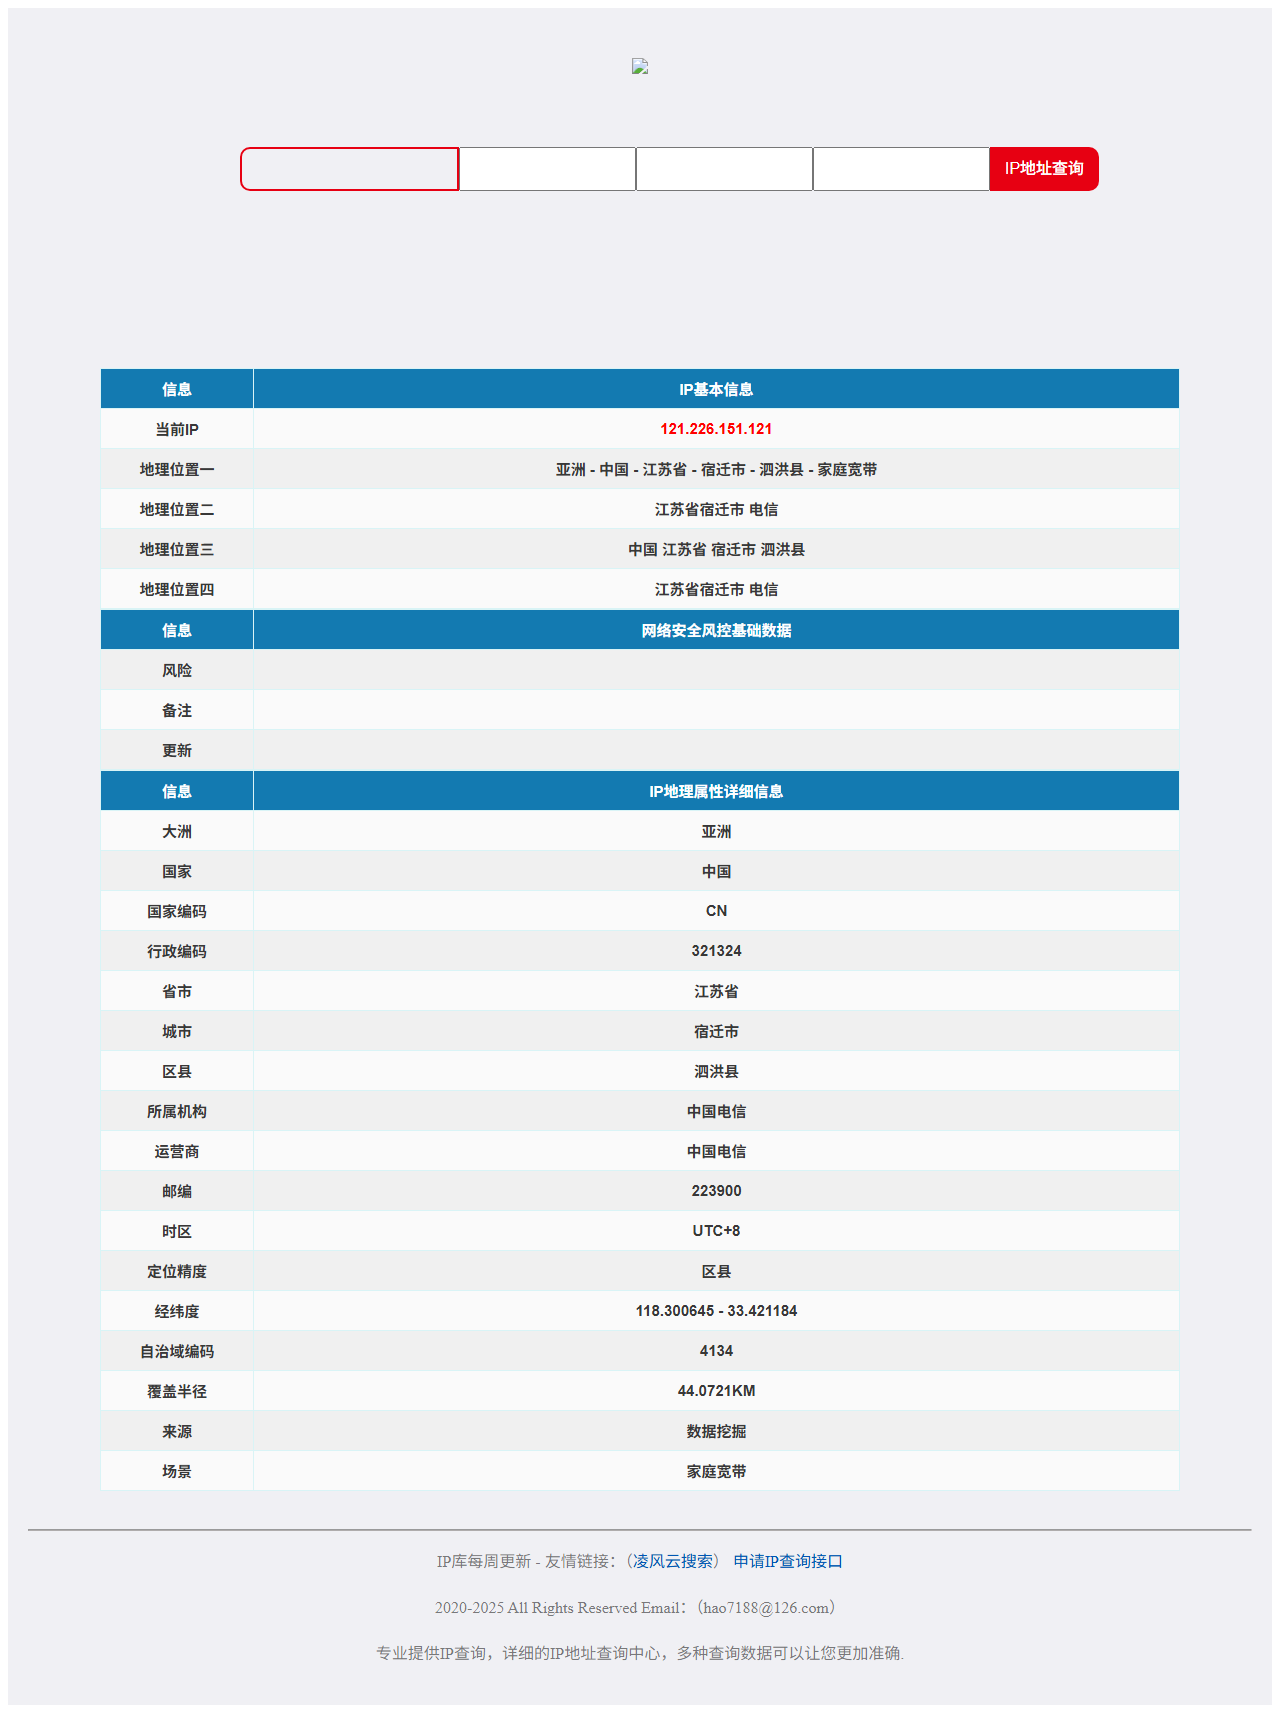 IP地址查询
信息 IP基本信息
当前IP 121.226.151.121
地理位置一 亚洲 - 中国 - 江苏省 - 宿迁市 - 泗洪县 - 家庭宽带
地理位置二 江苏省宿迁市 电信
地理位置三 中国 江苏省 宿迁市 泗洪县
地理位置四 江苏省宿迁市 电信
信息 网络安全风控基础数据
风险
备注
更新
信息 IP地理属性详细信息
大洲 亚洲
国家 中国
国家编码 CN
行政编码 321324
省市 江苏省
城市 宿迁市
区县 泗洪县
所属机构 中国电信
运营商 中国电信
邮编 223900
时区 UTC+8
定位精度 区县
经纬度 118.300645 - 33.421184
自治域编码 4134
覆盖半径 44.0721KM
来源 数据挖掘
场景 家庭宽带
IP库每周更新 - 友情链接：（凌风云搜索） 申请IP查询接口
2020-2025 All Rights Reserved Email：（hao7188@126.com）
专业提供IP查询，详细的IP地址查询中心，多种查询数据可以让您更加准确.